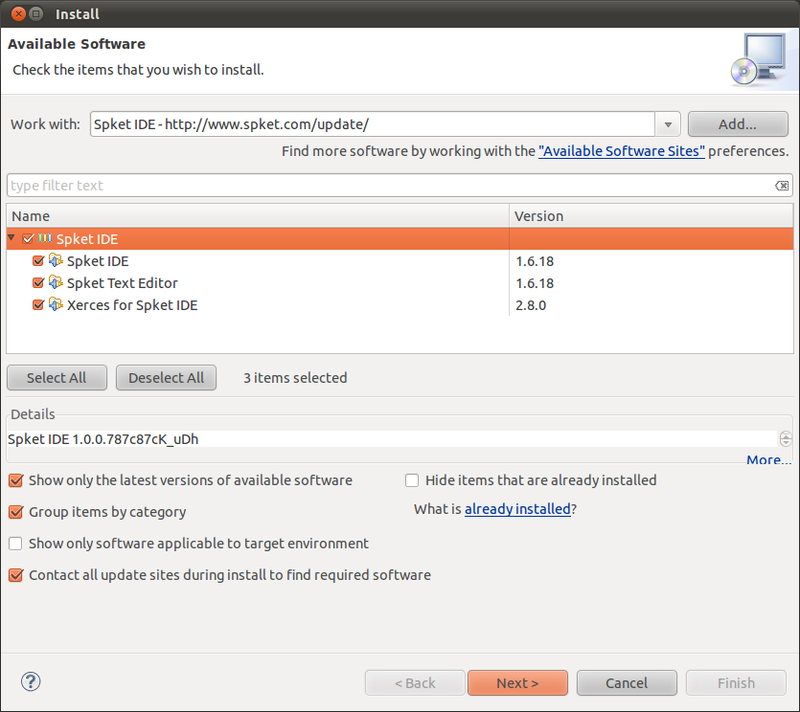 Install
Available Software
Check the items that you wish to install.
Work with: Spket IDE - http://www.spket.com/update/ Add...
Find more software by working with the "Available Software Sites" preferences.
type filter text
Name Version
Spket IDE
Spket IDE 1.6.18
Spket Text Editor 1.6.18
Xerces for Spket IDE 2.8.0
Select All Deselect All 3 items selected
Details
Spket IDE 1.0.0.787c87cK_uDh
More...
Show only the latest versions of available software Hide items that are already installed
Group items by category What is already installed?
Show only software applicable to target environment
Contact all update sites during install to find required software
? < Back Next > Cancel Finish